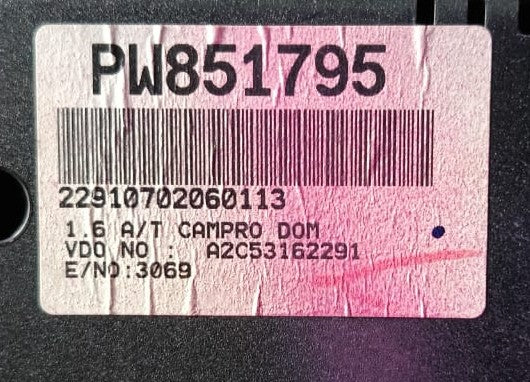 PW851795
22910702060113
1.6 A/T CAMPRO DOM
VDO NO : A2C53162291
E/NO:3069